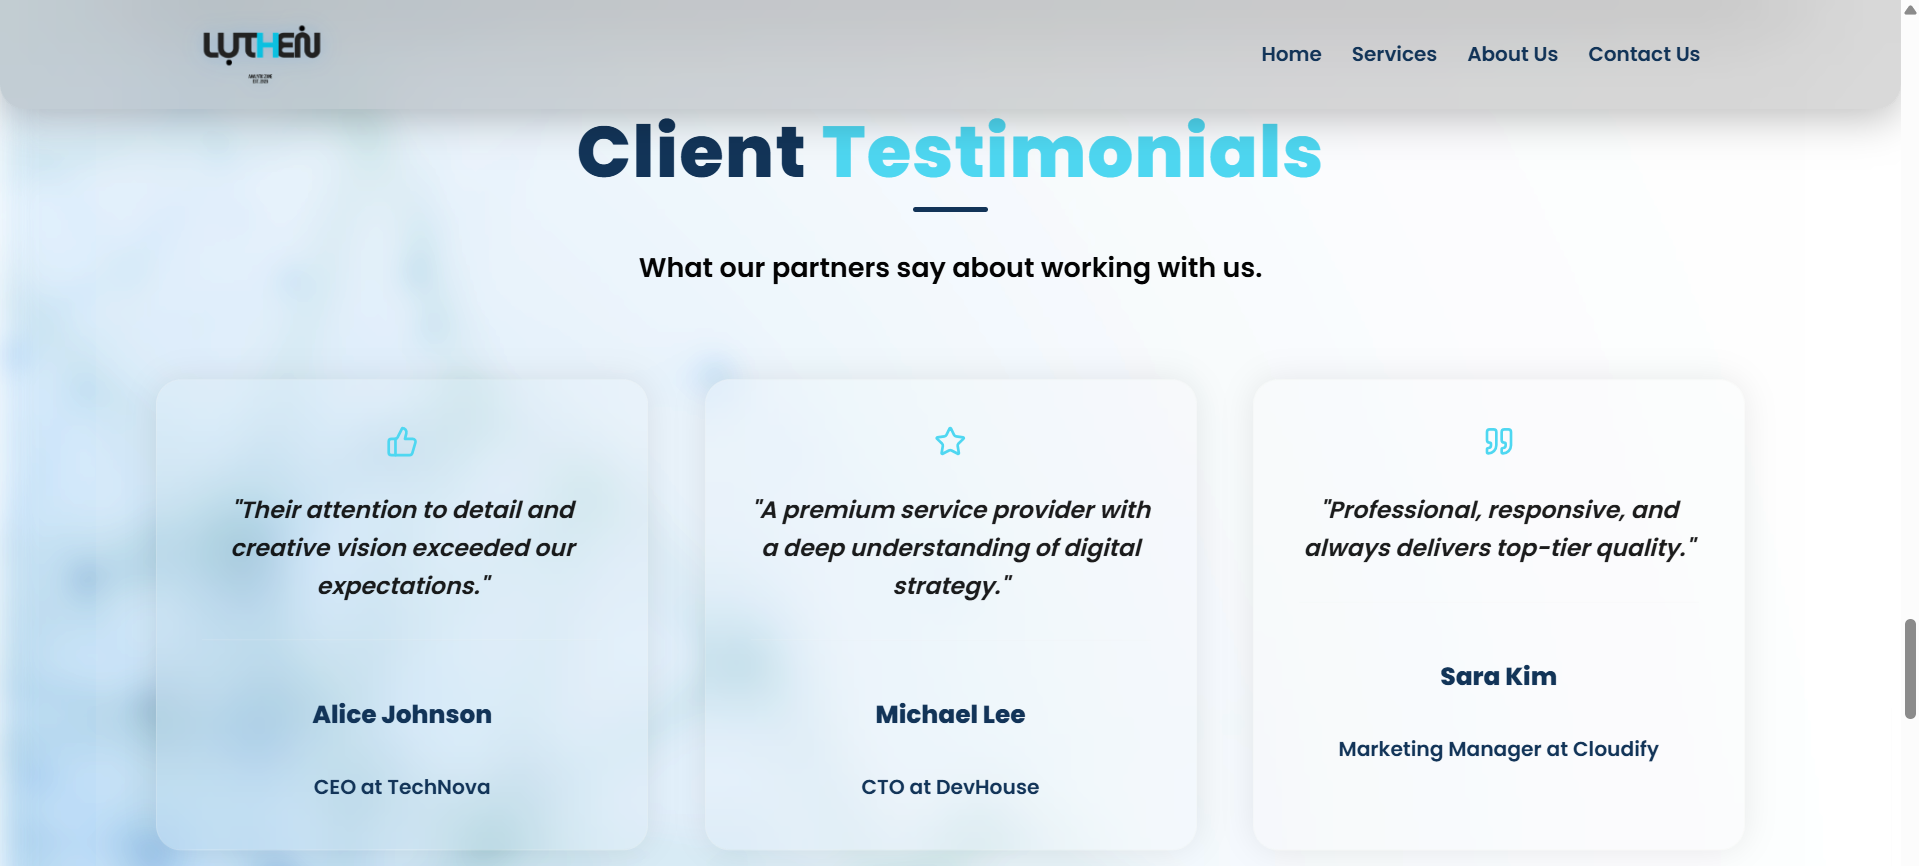 LUTHEN
Home Services About Us Contact Us
Client Testimonials
What our partners say about working with us.
"Their attention to detail and
creative vision exceeded our
expectations."
Alice Johnson
CEO at TechNova
"A premium service provider with
a deep understanding of digital
strategy."
Michael Lee
CTO at DevHouse
"Professional, responsive, and
always delivers top-tier quality."
Sara Kim
Marketing Manager at Cloudify